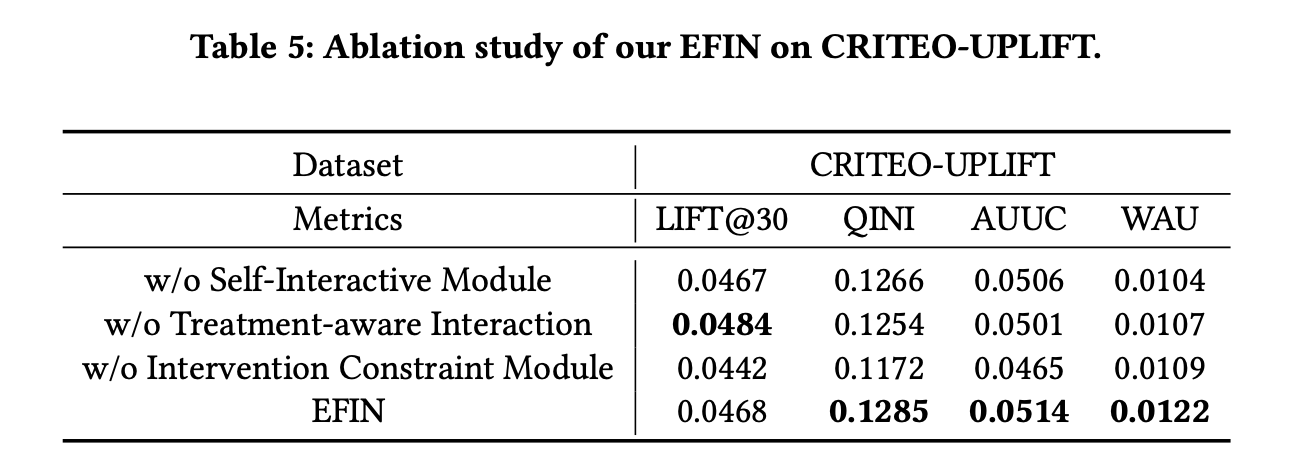 Table 5: Ablation study of our EFIN on CRITEO-UPLIFT.
Dataset CRITEO-UPLIFT
Metrics LIFT@30 QINI AUUC WAU
w/o Self-Interactive Module 0.0467 0.1266 0.0506 0.0104
w/o Treatment-aware Interaction 0.0484 0.1254 0.0501 0.0107
w/o Intervention Constraint Module 0.0442 0.1172 0.0465 0.0109
EFIN 0.0468 0.1285 0.0514 0.0122